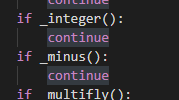 continue
if _integer():
continue
if _minus():
continue
if _multifly():